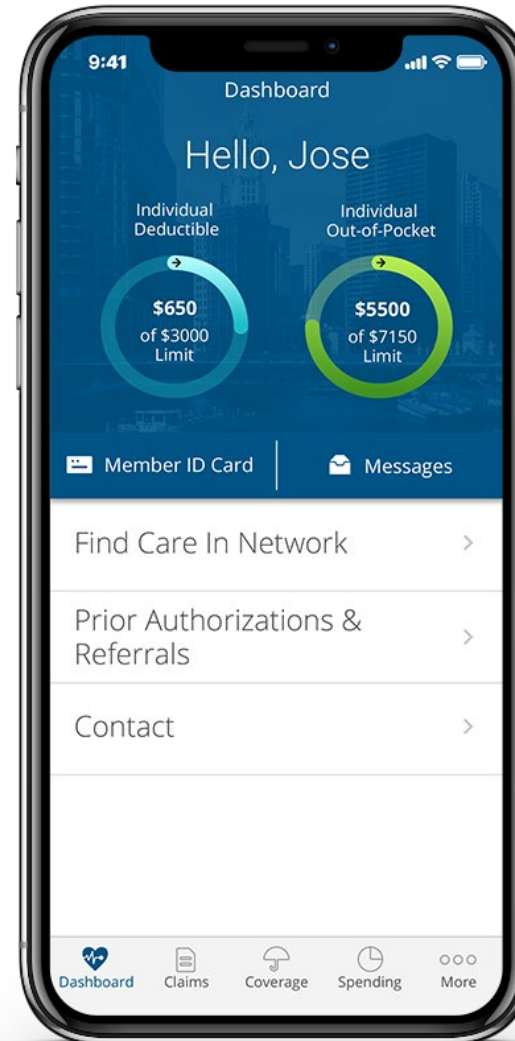 9:41
Dashboard
Hello, Jose
Individual
Deductible
$650
of $3000
Limit
Individual
Out-of-Pocket
$5500
of $7150
Limit
Member ID Card
Messages
Find Care In Network
Prior Authorizations &
Referrals
Contact
Dashboard
Claims
Coverage
Spending
More